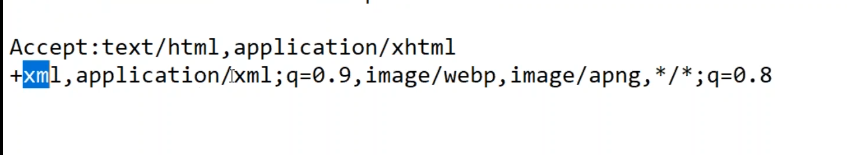 Accept:text/html,application/xhtml
+xml,application/xml;q=0.9,image/webp,image/apng,*/*;q=0.8